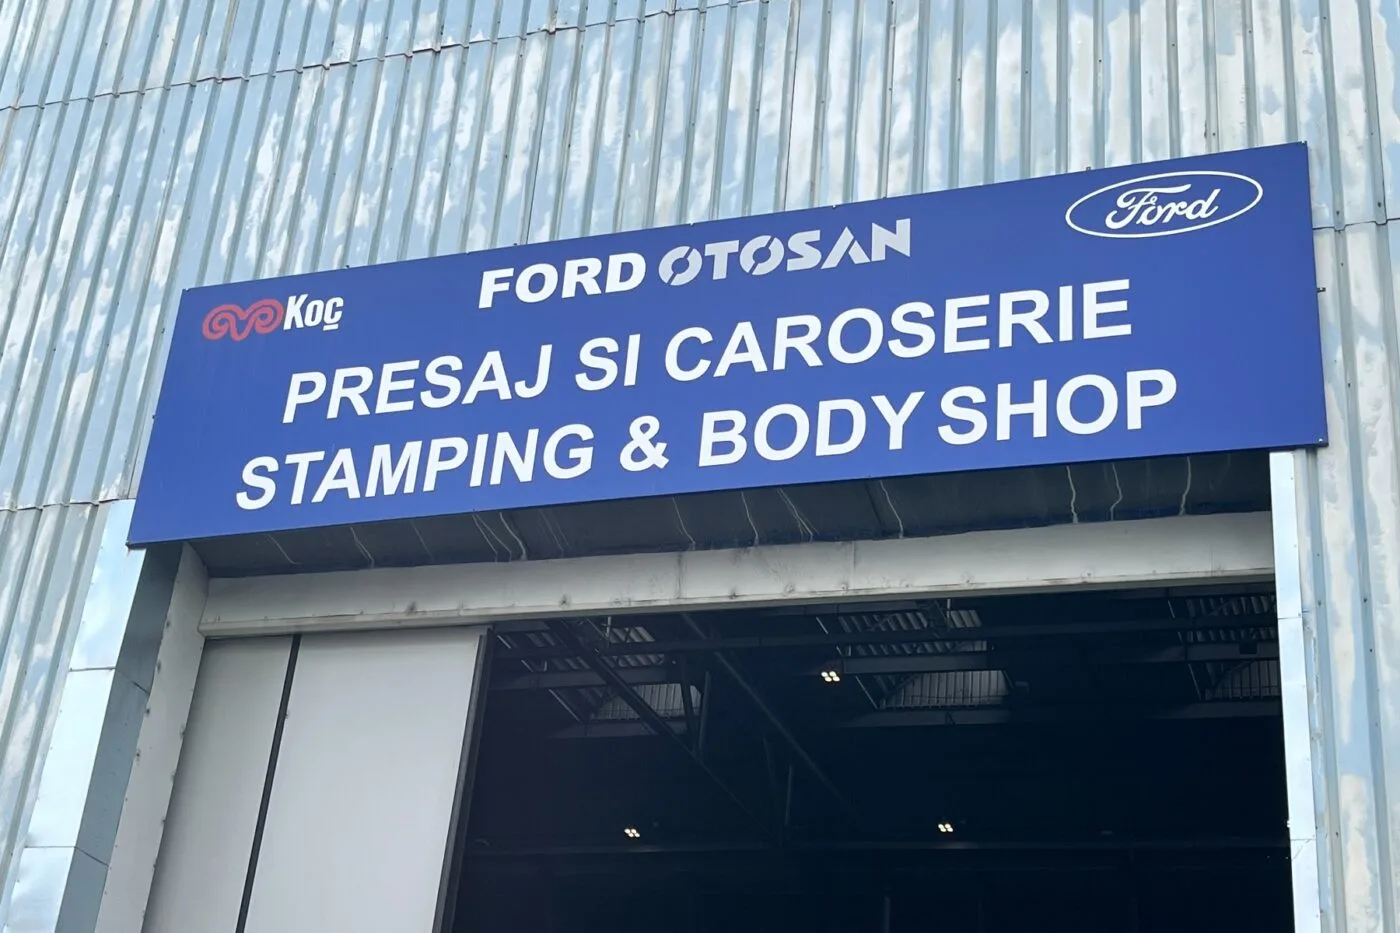 Koç
FORD OTOSAN
Ford
PRESAJ SI CAROSERIE
STAMPING & BODY SHOP